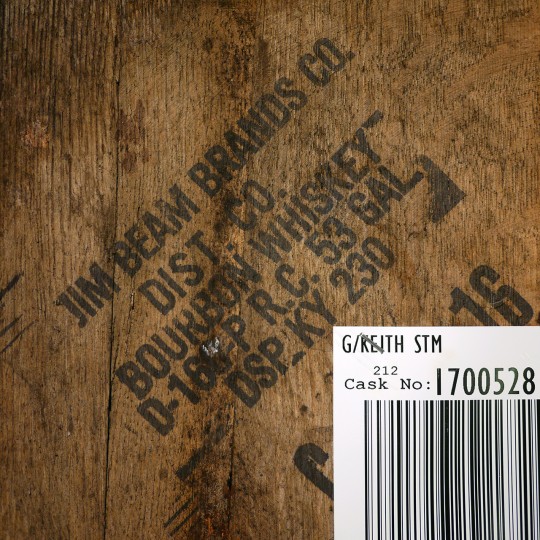 JIM BEAM BRANDS CO.
DIST. CO.
BOURBON WHISKEY
D-16 P R.C. 53 GAL.
DSP-KY 230
16
G/KEITH STM
212
Cask No: 1700528